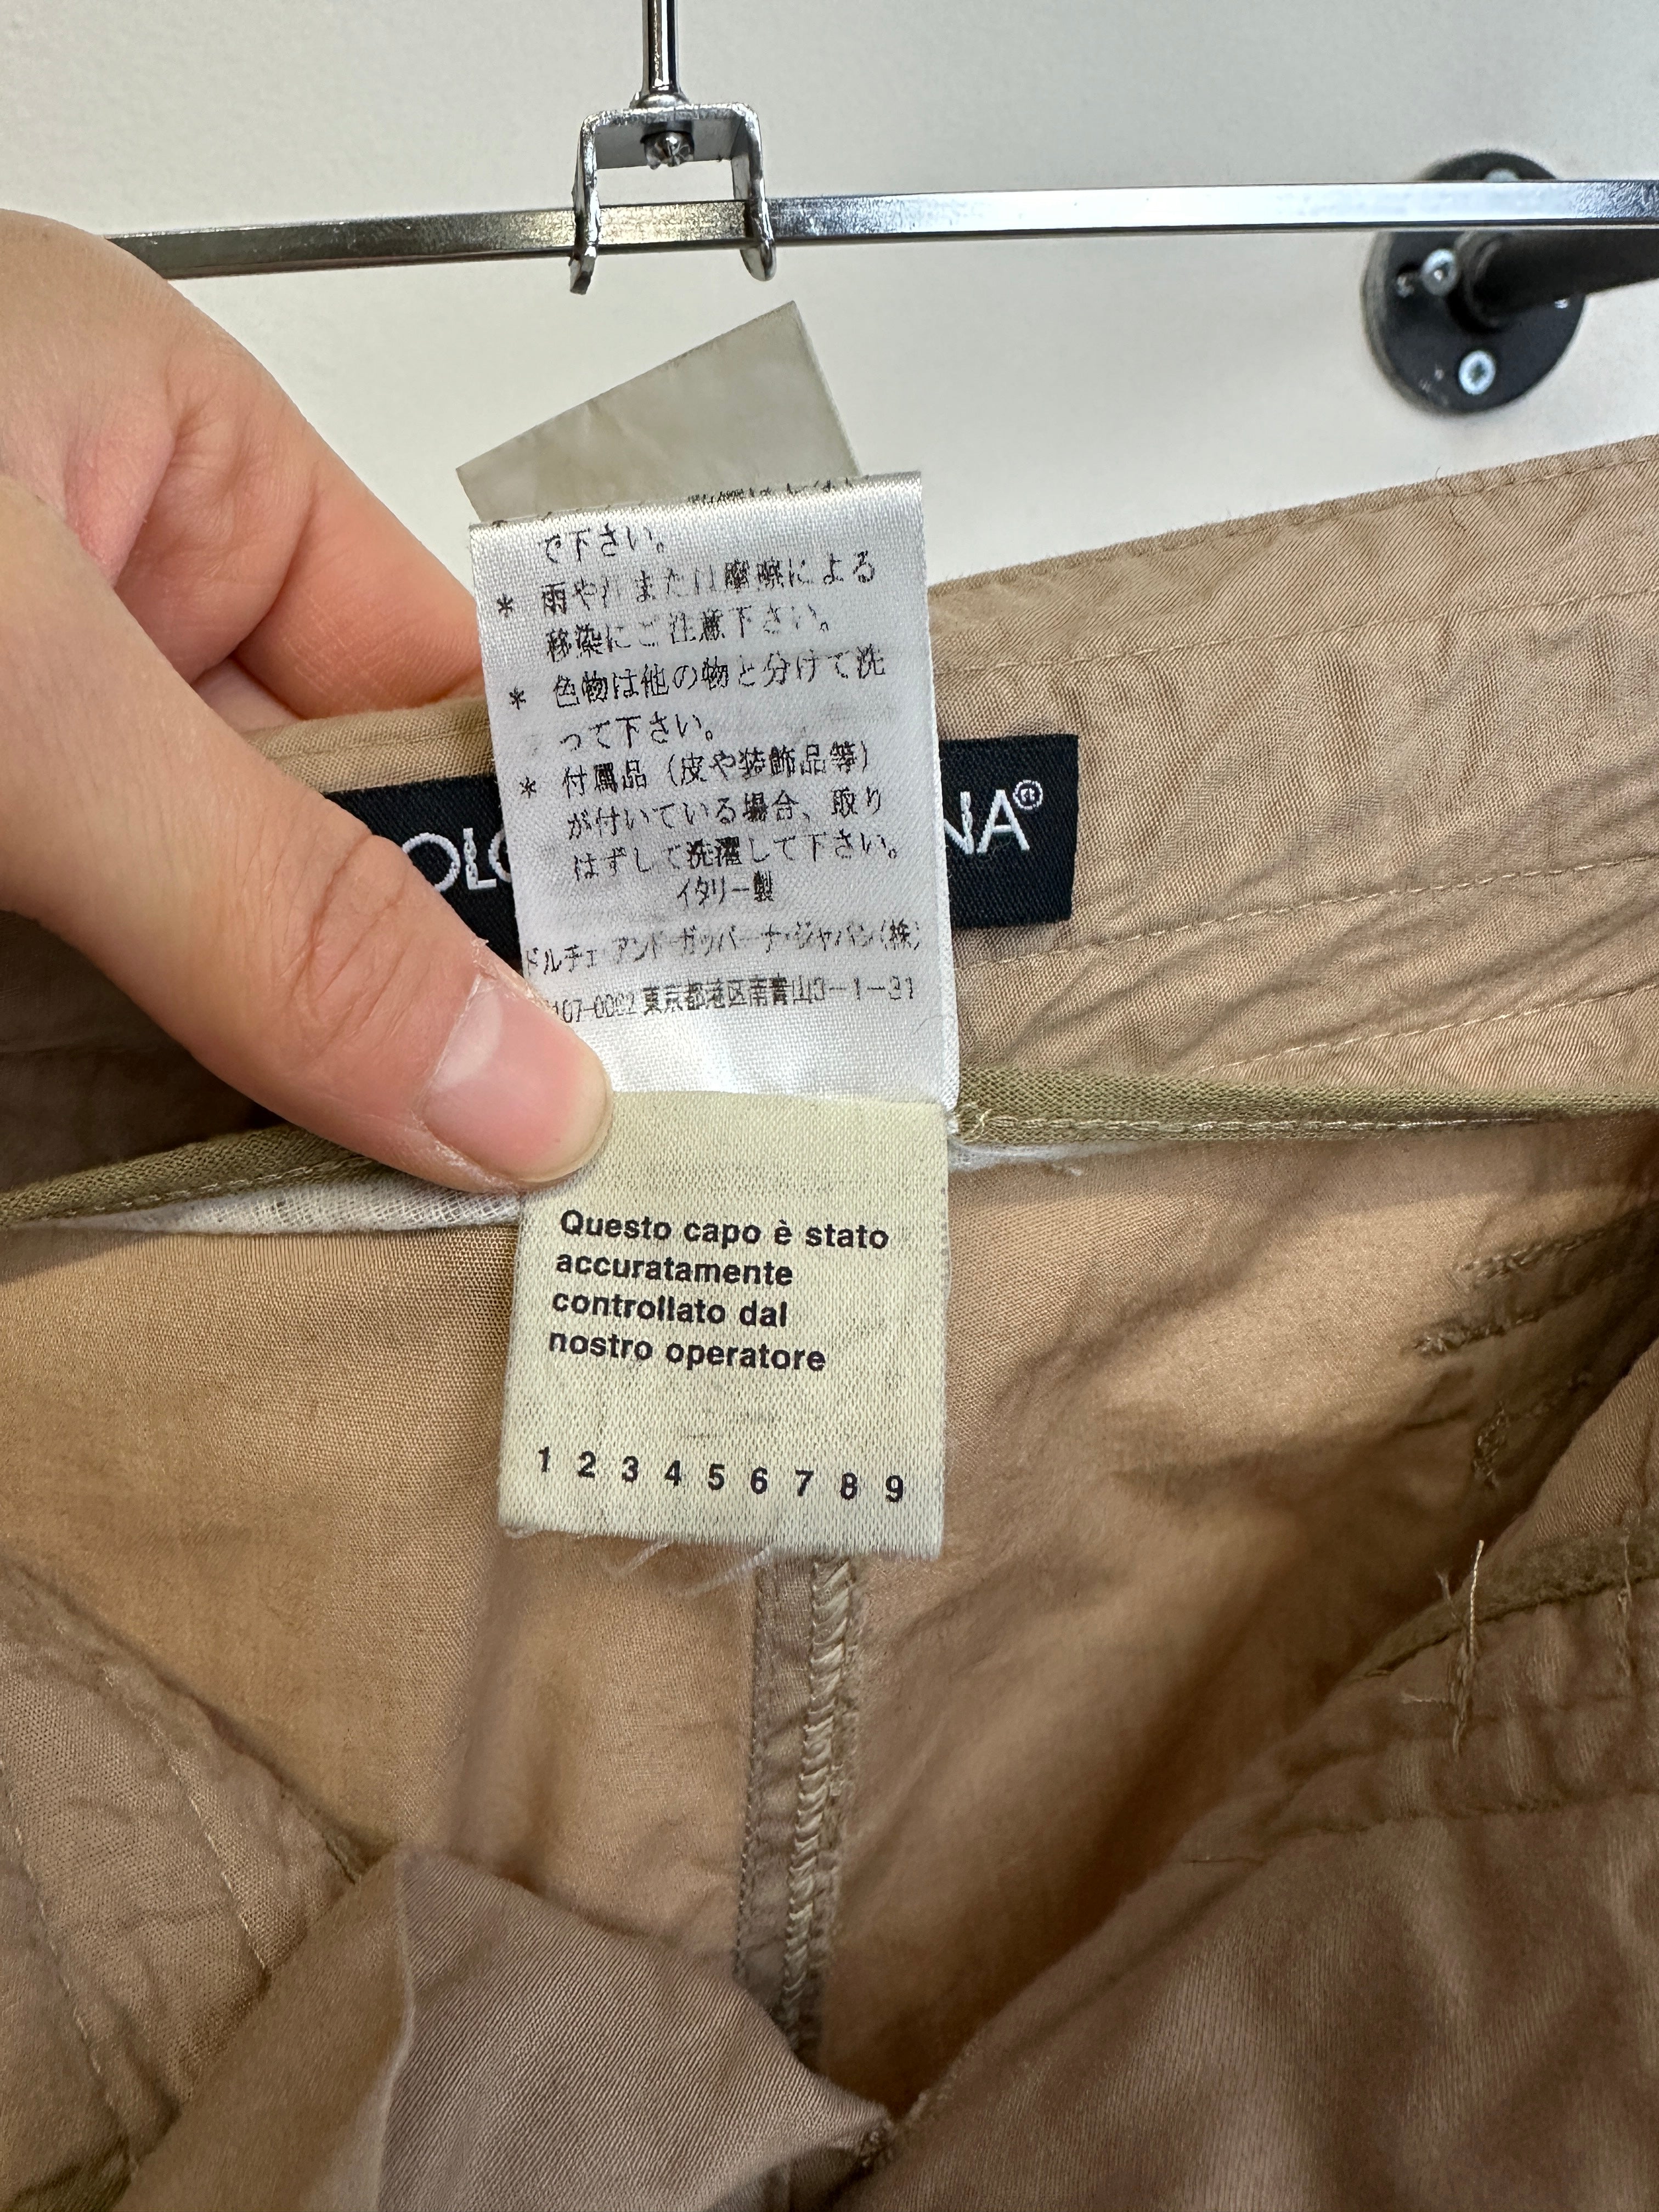 で下さい。
* 雨や汗または摩擦による
移染にご注意下さい。
* 色物は他の物と分けて洗
って下さい。
* 付属品（皮や装飾品等）
が付いている場合、取り
はずして洗濯して下さい。
イタリー製
ドルチェ アンド ガッバーナ・ジャパン（株）
107-0062 東京都港区南青山3-1-31
NA®
Questo capo è stato
accuratamente
controllato dal
nostro operatore
1 2 3 4 5 6 7 8 9